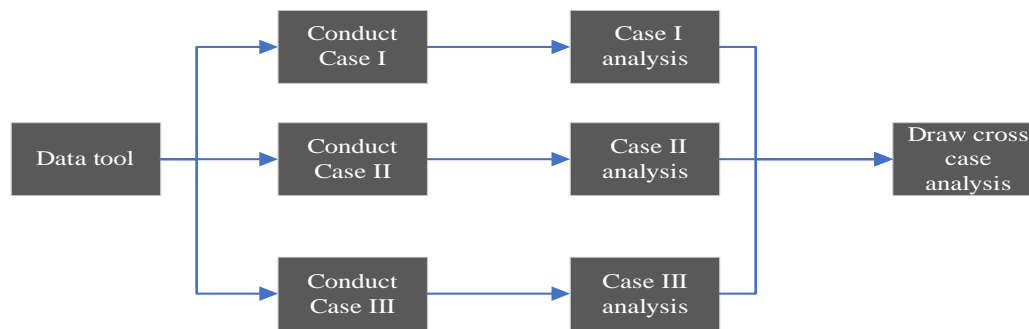 Data tool
Conduct
Case I
Case I
analysis
Conduct
Case II
Case II
analysis
Conduct
Case III
Case III
analysis
Draw cross
case
analysis